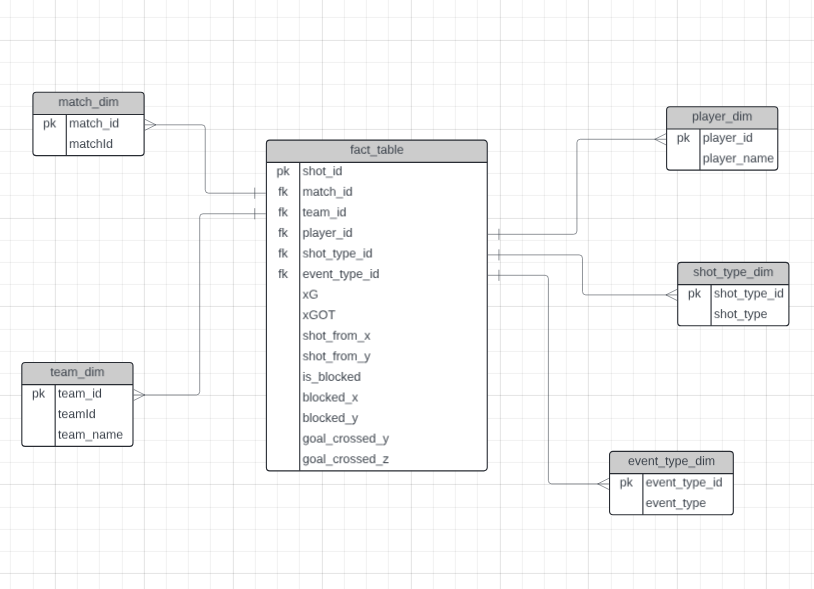 match_dim
pk match_id
matchId
fact_table
pk shot_id
fk match_id
fk team_id
fk player_id
fk shot_type_id
fk event_type_id
xG
xGOT
shot_from_x
shot_from_y
is_blocked
blocked_x
blocked_y
goal_crossed_y
goal_crossed_z
player_dim
pk player_id
player_name
shot_type_dim
pk shot_type_id
shot_type
team_dim
pk team_id
teamId
team_name
event_type_dim
pk event_type_id
event_type